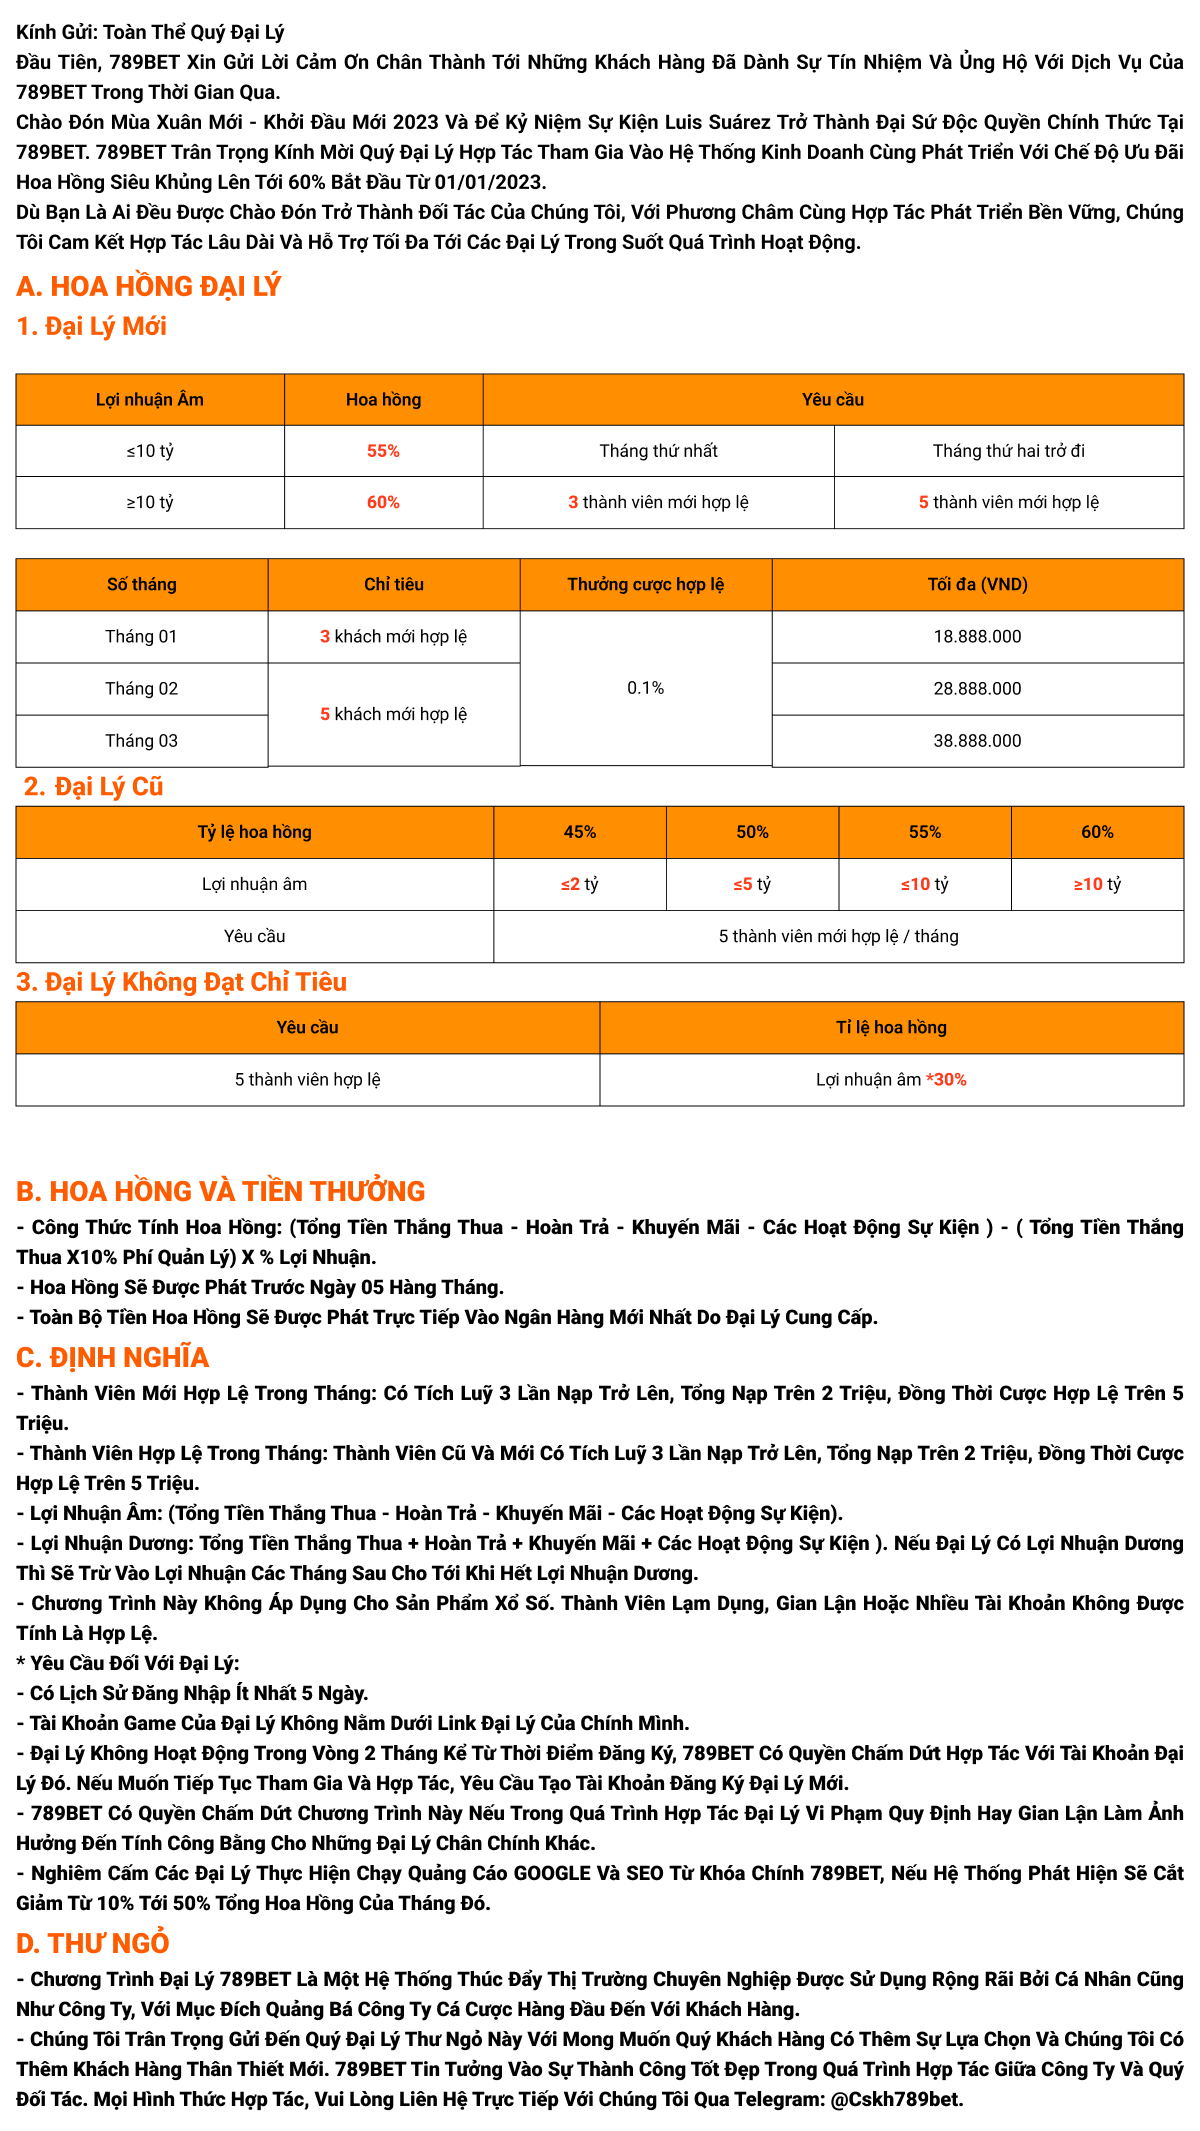 Kính Gửi: Toàn Thể Quý Đại Lý
Đầu Tiên, 789BET Xin Gửi Lời Cảm Ơn Chân Thành Tới Những Khách Hàng Đã Dành Sự Tín Nhiệm Và Ủng Hộ Với Dịch Vụ Của
789BET Trong Thời Gian Qua.
Chào Đón Mùa Xuân Mới - Khởi Đầu Mới 2023 Và Để Kỷ Niệm Sự Kiện Luis Suárez Trở Thành Đại Sứ Độc Quyền Chính Thức Tại
789BET. 789BET Trân Trọng Kính Mời Quý Đại Lý Hợp Tác Tham Gia Vào Hệ Thống Kinh Doanh Cùng Phát Triển Với Chế Độ Ưu Đãi
Hoa Hồng Siêu Khủng Lên Tới 60% Bắt Đầu Từ 01/01/2023.
Dù Bạn Là Ai Đều Được Chào Đón Trở Thành Đối Tác Của Chúng Tôi, Với Phương Châm Cùng Hợp Tác Phát Triển Bền Vững, Chúng
Tôi Cam Kết Hợp Tác Lâu Dài Và Hỗ Trợ Tối Đa Tới Các Đại Lý Trong Suốt Quá Trình Hoạt Động.
A. HOA HỒNG ĐẠI LÝ
1. Đại Lý Mới
Lợi nhuận Âm Hoa hồng Yêu cầu
≤10 tỷ 55% Tháng thứ nhất Tháng thứ hai trở đi
≥10 tỷ 60% 3 thành viên mới hợp lệ 5 thành viên mới hợp lệ
Số tháng Chỉ tiêu Thưởng cược hợp lệ Tối đa (VND)
Tháng 01 3 khách mới hợp lệ 18.888.000
Tháng 02 0.1% 28.888.000
5 khách mới hợp lệ
Tháng 03 38.888.000
2. Đại Lý Cũ
Tỷ lệ hoa hồng 45% 50% 55% 60%
Lợi nhuận âm ≤2 tỷ ≤5 tỷ ≤10 tỷ ≥10 tỷ
Yêu cầu 5 thành viên mới hợp lệ / tháng
3. Đại Lý Không Đạt Chỉ Tiêu
Yêu cầu Tỉ lệ hoa hồng
5 thành viên hợp lệ Lợi nhuận âm *30%
B. HOA HỒNG VÀ TIỀN THƯỞNG
- Công Thức Tính Hoa Hồng: (Tổng Tiền Thắng Thua - Hoàn Trả - Khuyến Mãi - Các Hoạt Động Sự Kiện ) - ( Tổng Tiền Thắng
Thua X10% Phí Quản Lý) X % Lợi Nhuận.
- Hoa Hồng Sẽ Được Phát Trước Ngày 05 Hàng Tháng.
- Toàn Bộ Tiền Hoa Hồng Sẽ Được Phát Trực Tiếp Vào Ngân Hàng Mới Nhất Do Đại Lý Cung Cấp.
C. ĐỊNH NGHĨA
- Thành Viên Mới Hợp Lệ Trong Tháng: Có Tích Luỹ 3 Lần Nạp Trở Lên, Tổng Nạp Trên 2 Triệu, Đồng Thời Cược Hợp Lệ Trên 5
Triệu.
- Thành Viên Hợp Lệ Trong Tháng: Thành Viên Cũ Và Mới Có Tích Luỹ 3 Lần Nạp Trở Lên, Tổng Nạp Trên 2 Triệu, Đồng Thời Cược
Hợp Lệ Trên 5 Triệu.
- Lợi Nhuận Âm: (Tổng Tiền Thắng Thua - Hoàn Trả - Khuyến Mãi - Các Hoạt Động Sự Kiện).
- Lợi Nhuận Dương: Tổng Tiền Thắng Thua + Hoàn Trả + Khuyến Mãi + Các Hoạt Động Sự Kiện ). Nếu Đại Lý Có Lợi Nhuận Dương
Thì Sẽ Trừ Vào Lợi Nhuận Các Tháng Sau Cho Tới Khi Hết Lợi Nhuận Dương.
- Chương Trình Này Không Áp Dụng Cho Sản Phẩm Xổ Số. Thành Viên Lạm Dụng, Gian Lận Hoặc Nhiều Tài Khoản Không Được
Tính Là Hợp Lệ.
* Yêu Cầu Đối Với Đại Lý:
- Có Lịch Sử Đăng Nhập Ít Nhất 5 Ngày.
- Tài Khoản Game Của Đại Lý Không Nằm Dưới Link Đại Lý Của Chính Mình.
- Đại Lý Không Hoạt Động Trong Vòng 2 Tháng Kể Từ Thời Điểm Đăng Ký, 789BET Có Quyền Chấm Dứt Hợp Tác Với Tài Khoản Đại
Lý Đó. Nếu Muốn Tiếp Tục Tham Gia Và Hợp Tác, Yêu Cầu Tạo Tài Khoản Đăng Ký Đại Lý Mới.
- 789BET Có Quyền Chấm Dứt Chương Trình Này Nếu Trong Quá Trình Hợp Tác Đại Lý Vi Phạm Quy Định Hay Gian Lận Làm Ảnh
Hưởng Đến Tính Công Bằng Cho Những Đại Lý Chân Chính Khác.
- Nghiêm Cấm Các Đại Lý Thực Hiện Chạy Quảng Cáo GOOGLE Và SEO Từ Khóa Chính 789BET, Nếu Hệ Thống Phát Hiện Sẽ Cắt
Giảm Từ 10% Tới 50% Tổng Hoa Hồng Của Tháng Đó.
D. THƯ NGỎ
- Chương Trình Đại Lý 789BET Là Một Hệ Thống Thúc Đẩy Thị Trường Chuyên Nghiệp Được Sử Dụng Rộng Rãi Bởi Cá Nhân Cũng
Như Công Ty, Với Mục Đích Quảng Bá Công Ty Cá Cược Hàng Đầu Đến Với Khách Hàng.
- Chúng Tôi Trân Trọng Gửi Đến Quý Đại Lý Thư Ngỏ Này Với Mong Muốn Quý Khách Hàng Có Thêm Sự Lựa Chọn Và Chúng Tôi Có
Thêm Khách Hàng Thân Thiết Mới. 789BET Tin Tưởng Vào Sự Thành Công Tốt Đẹp Trong Quá Trình Hợp Tác Giữa Công Ty Và Quý
Đối Tác. Mọi Hình Thức Hợp Tác, Vui Lòng Liên Hệ Trực Tiếp Với Chúng Tôi Qua Telegram: @Cskh789bet.